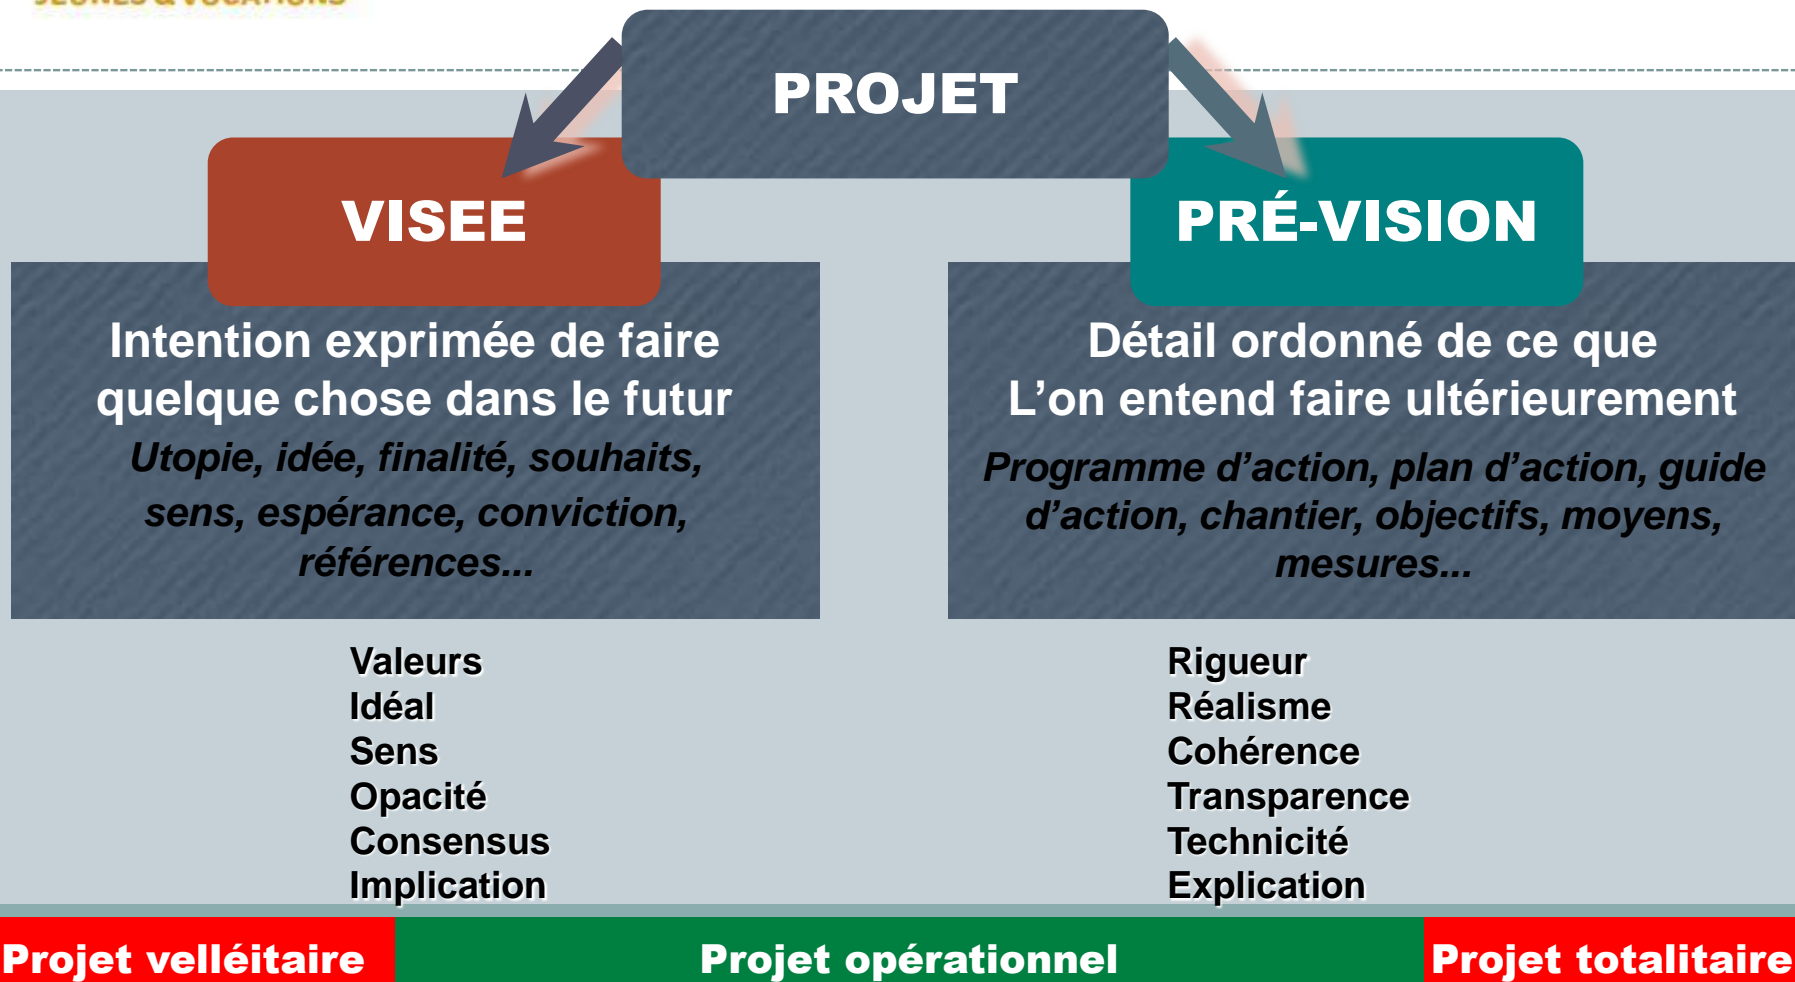 JEUNES & VOCATIONS
PROJET
VISEE
PRÉ-VISION
Intention exprimée de faire
quelque chose dans le futur
Utopie, idée, finalité, souhaits,
sens, espérance, conviction,
références...
Détail ordonné de ce que
L’on entend faire ultérieurement
Programme d’action, plan d’action, guide
d’action, chantier, objectifs, moyens,
mesures...
Valeurs
Idéal
Sens
Opacité
Consensus
Implication
Rigueur
Réalisme
Cohérence
Transparence
Technicité
Explication
Projet velléitaire
Projet opérationnel
Projet totalitaire